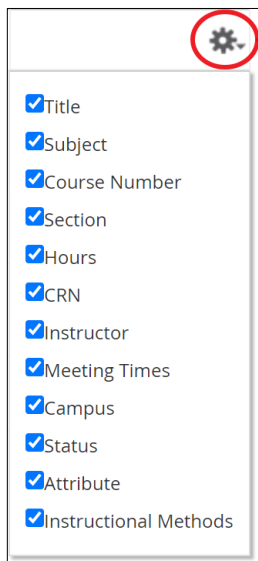 Title
Subject
Course Number
Section
Hours
CRN
Instructor
Meeting Times
Campus
Status
Attribute
Instructional Methods